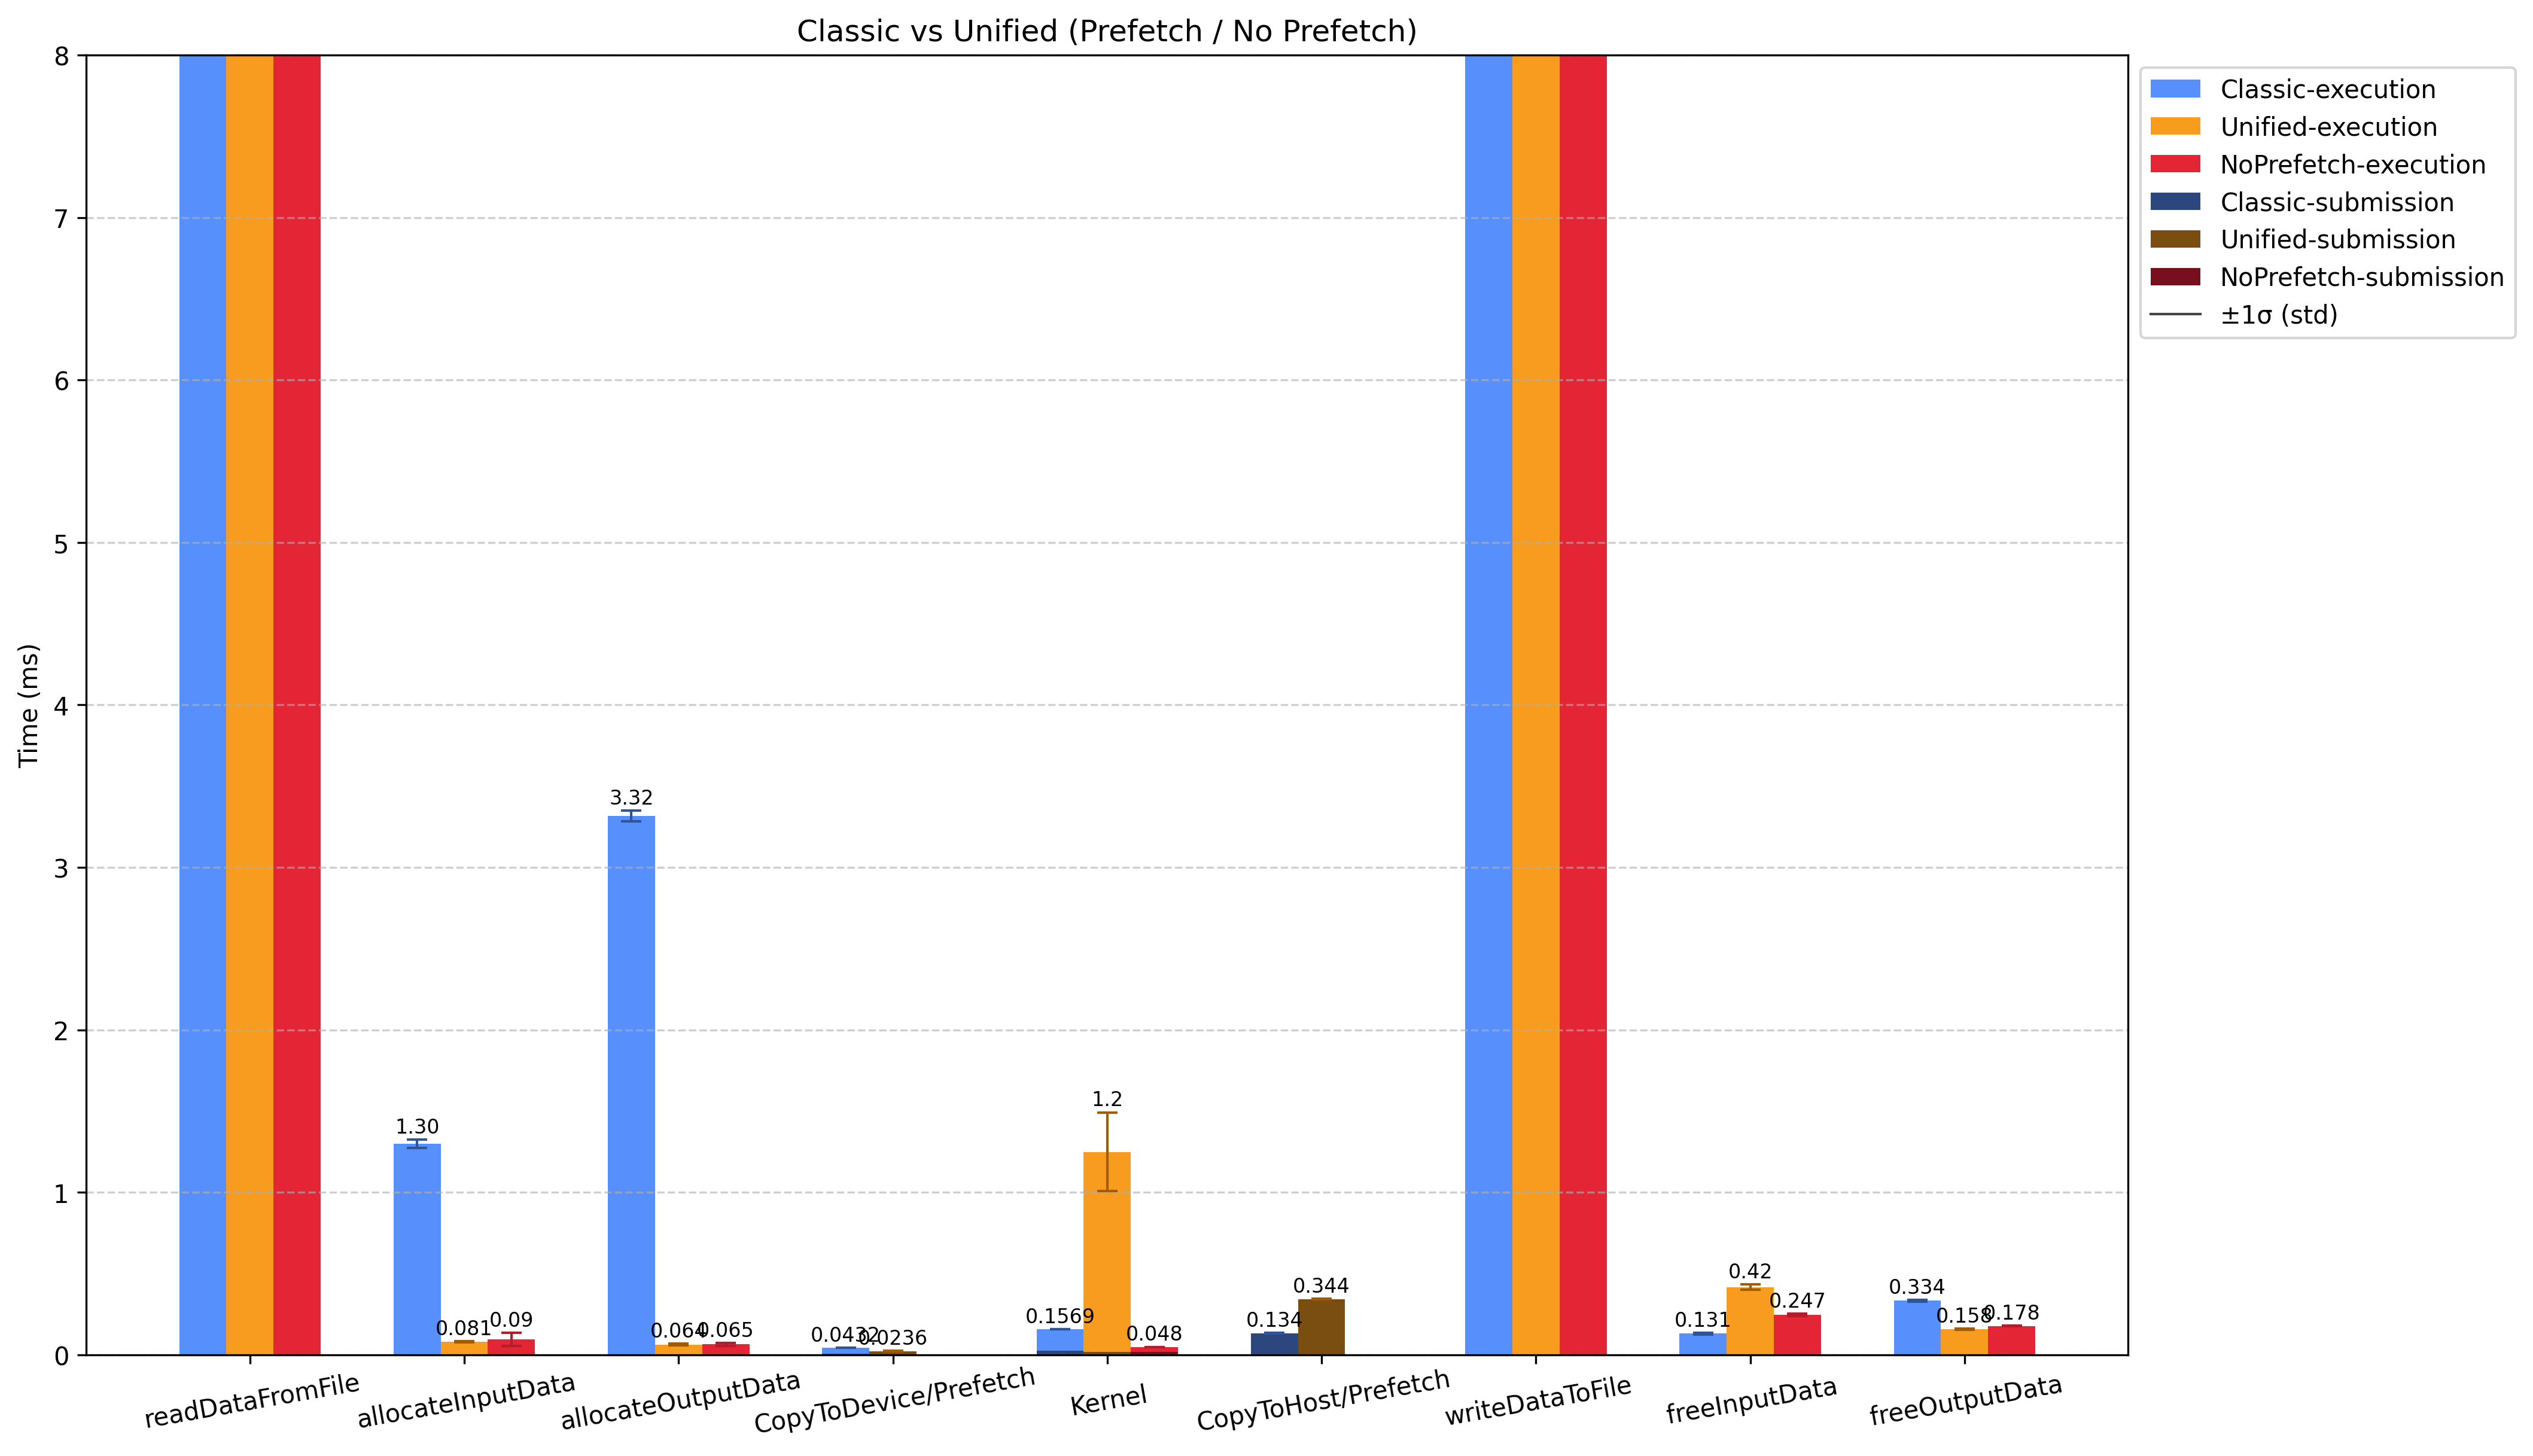 Classic vs Unified (Prefetch / No Prefetch)
8
7
6
5
4
3
2
1
0
Time (ms)
Classic-execution
Unified-execution
NoPrefetch-execution
Classic-submission
Unified-submission
NoPrefetch-submission
±1σ (std)
1.30
0.081
0.09
3.32
0.064
0.065
0.0432
0.0236
0.1569
1.2
0.048
0.134
0.344
0.131
0.42
0.247
0.334
0.158
0.178
readDataFromFile
allocateInputData
allocateOutputData
CopyToDevice/Prefetch
Kernel
CopyToHost/Prefetch
writeDataToFile
freeInputData
freeOutputData